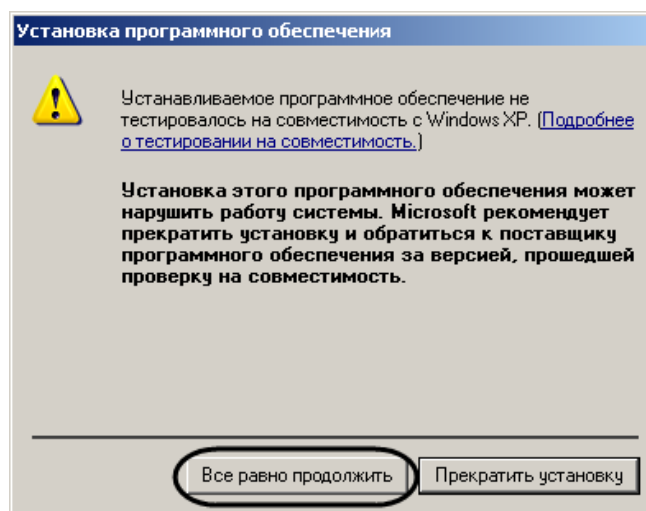 Установка программного обеспечения
Устанавливаемое программное обеспечение не
тестировалось на совместимость с Windows XP. (Подробнее
о тестировании на совместимость.)
Установка этого программного обеспечения может
нарушить работу системы. Microsoft рекомендует
прекратить установку и обратиться к поставщику
программного обеспечения за версией, прошедшей
проверку на совместимость.
Все равно продолжить
Прекратить установку